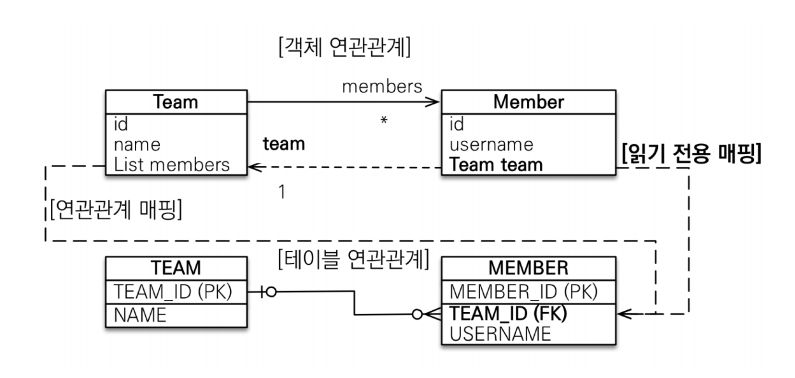 [객체 연관관계]
members
Team
Member
*
id
name
List members
team
id
username
Team team
[읽기 전용 매핑]
1
[연관관계 매핑]
[테이블 연관관계]
TEAM
TEAM_ID (PK)
NAME
MEMBER
MEMBER_ID (PK)
TEAM_ID (FK)
USERNAME